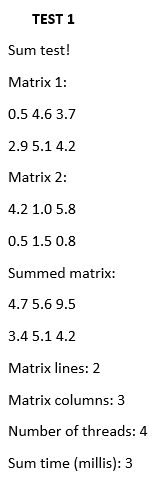 TEST 1
Sum test!
Matrix 1:
0.5 4.6 3.7
2.9 5.1 4.2
Matrix 2:
4.2 1.0 5.8
0.5 1.5 0.8
Summed matrix:
4.7 5.6 9.5
3.4 5.1 4.2
Matrix lines: 2
Matrix columns: 3
Number of threads: 4
Sum time (millis): 3